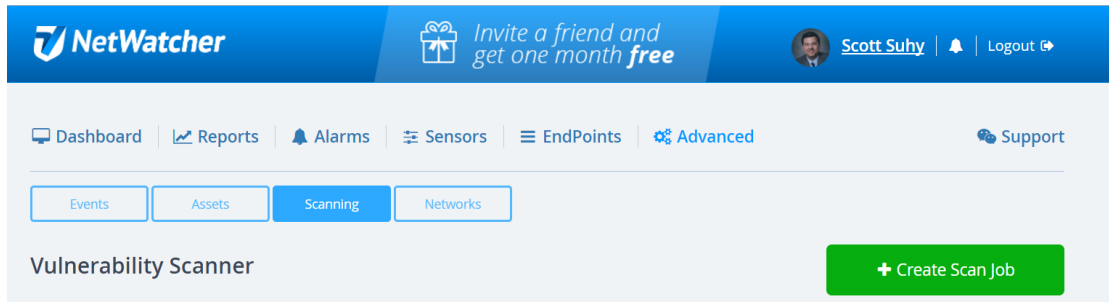 NetWatcher
Invite a friend and
get one month free
Scott Suhy
Logout
Dashboard
Reports
Alarms
Sensors
EndPoints
Advanced
Support
Events
Assets
Scanning
Networks
Vulnerability Scanner
+ Create Scan Job